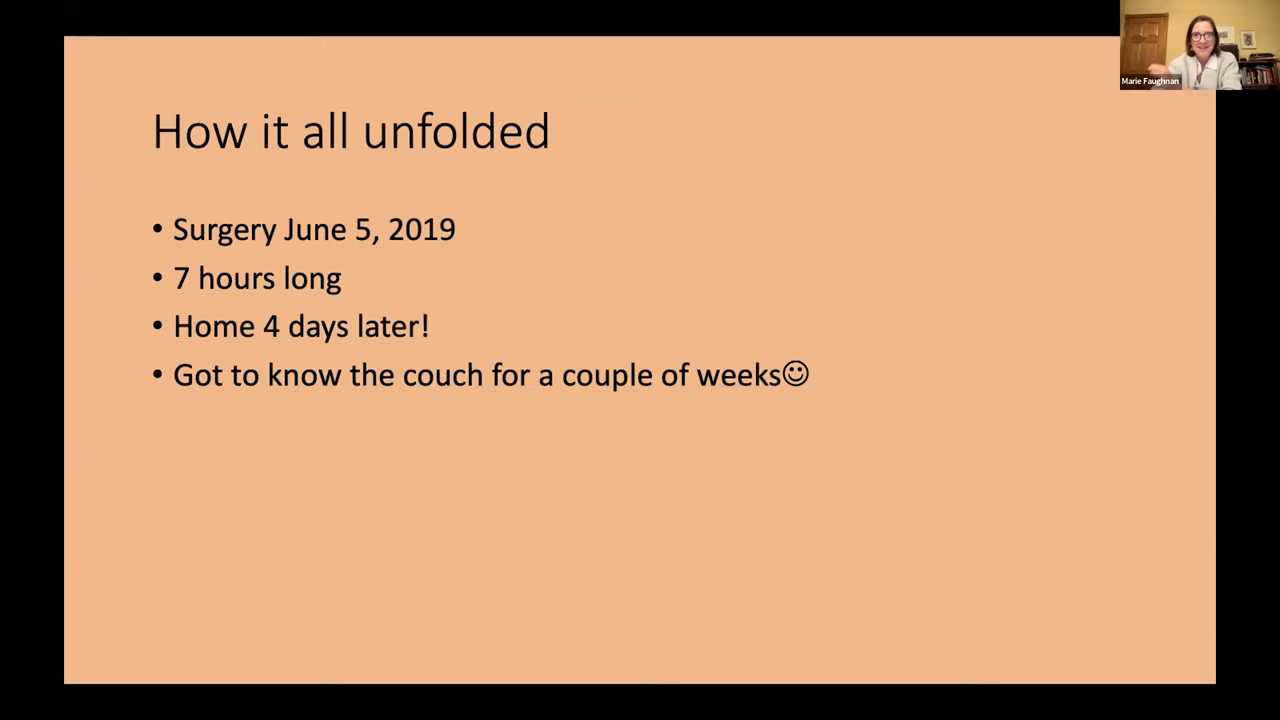 Marie Faughnan
How it all unfolded
• Surgery June 5, 2019
• 7 hours long
• Home 4 days later!
• Got to know the couch for a couple of weeks☺